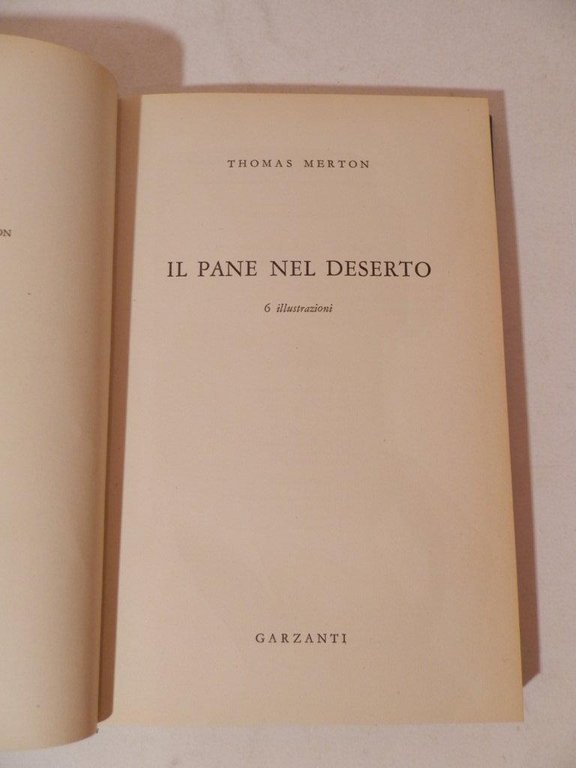 THOMAS MERTON
IL PANE NEL DESERTO
6 illustrazioni
GARZANTI